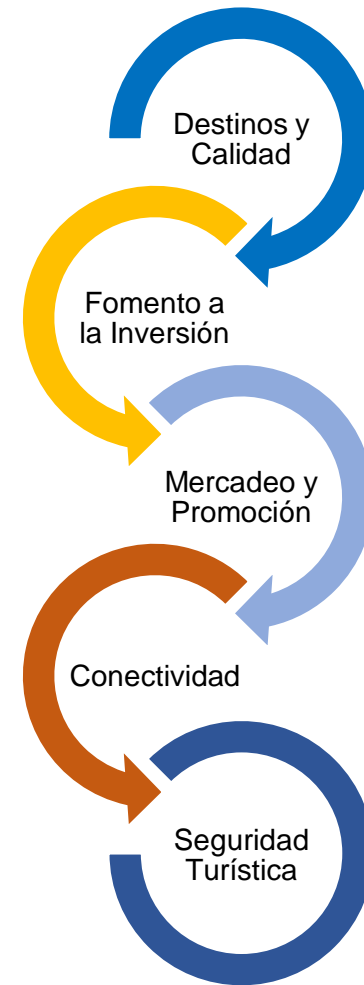 Destinos y
Calidad
Fomento a
la Inversión
Mercadeo y
Promoción
Conectividad
Seguridad
Turística